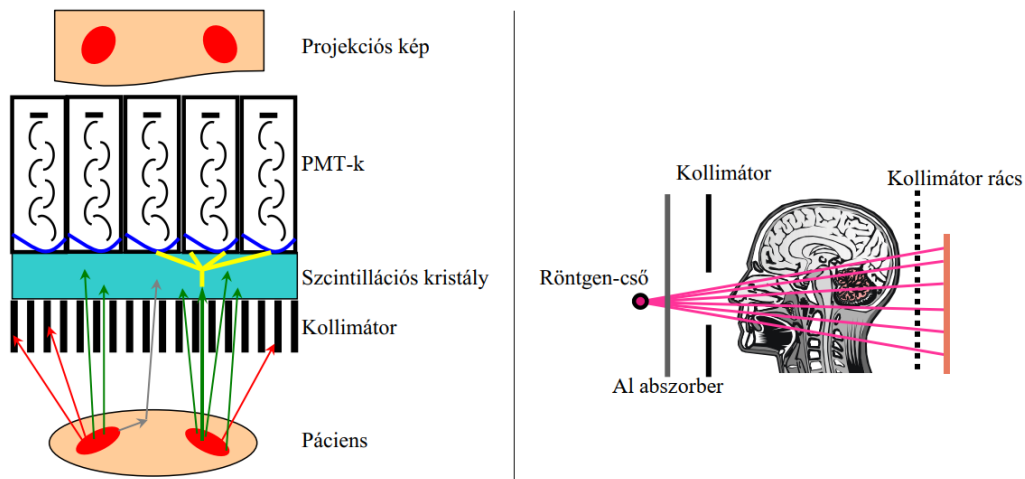 Projekciós kép
PMT-k
Szcintillációs kristály
Kollimátor
Páciens
Kollimátor
Kollimátor rács
Röntgen-cső
Al abszorber